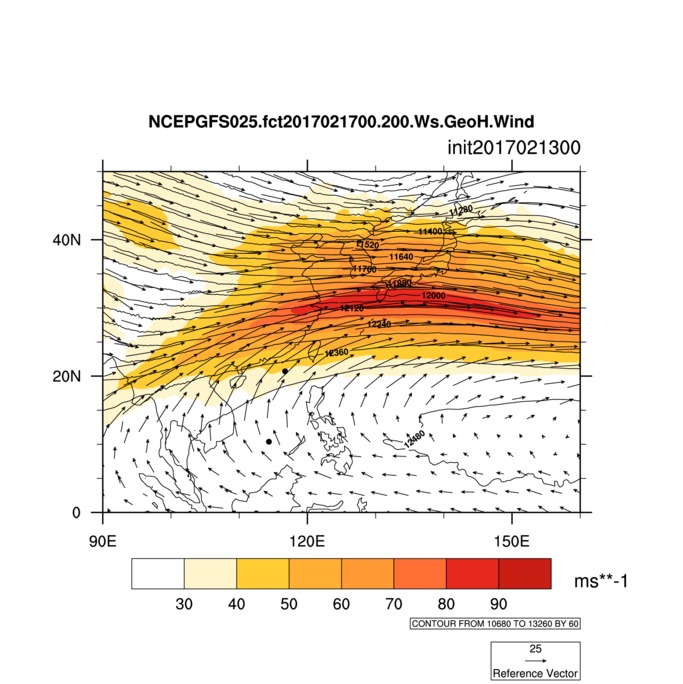 NCEPGFS025.fct2017021700.200.Ws.GeoH.Wind
init2017021300
40N
20N
0
90E 120E 150E
11280
11400
11520
11640
11760
11880
12000
12120
12240
12360
12480
30 40 50 60 70 80 90
ms**-1
CONTOUR FROM 10680 TO 13260 BY 60
25
Reference Vector